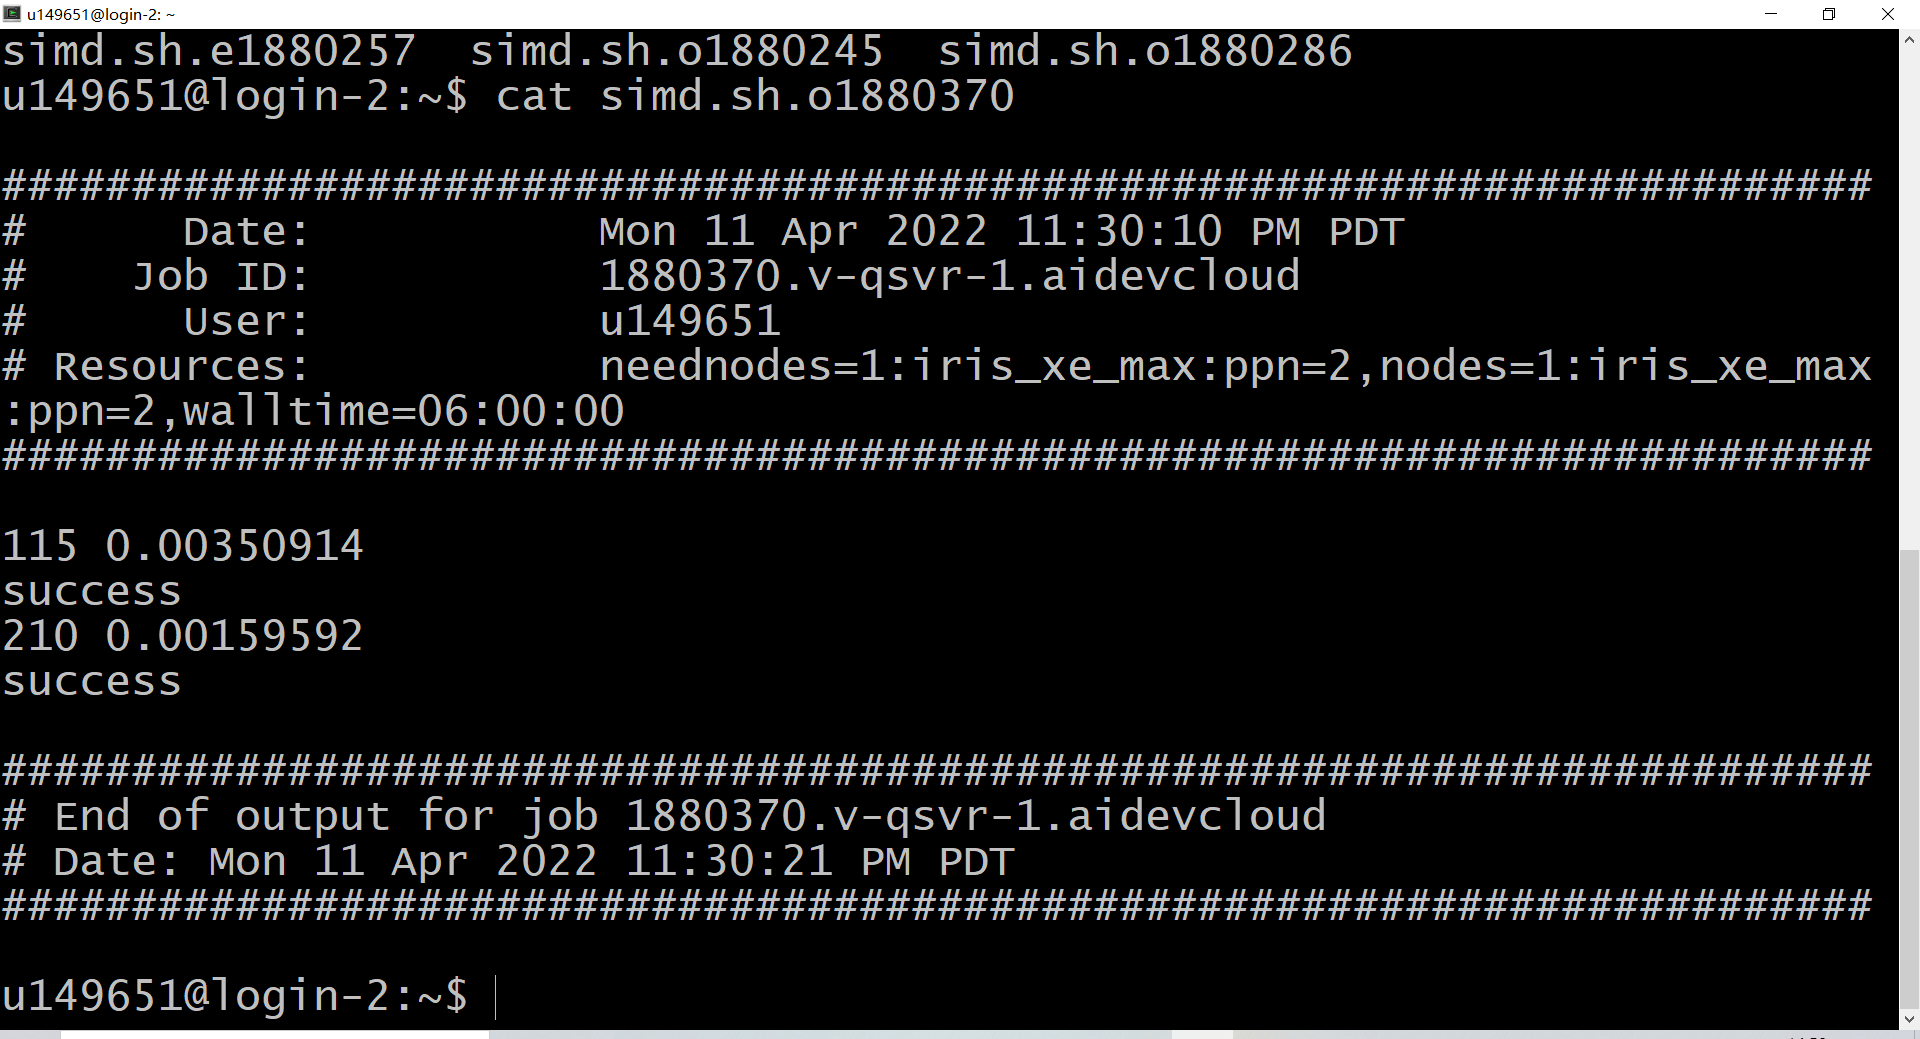 u149651@login-2: ~
simd.sh.e1880257  simd.sh.o1880245  simd.sh.o1880286
u149651@login-2:~$ cat simd.sh.o1880370
########################################################################
#      Date:           Mon 11 Apr 2022 11:30:10 PM PDT
#    Job ID:           1880370.v-qsvr-1.aidevcloud
#      User:           u149651
# Resources:           neednodes=1:iris_xe_max:ppn=2,nodes=1:iris_xe_max
:ppn=2,walltime=06:00:00
########################################################################
115 0.00350914
success
210 0.00159592
success
########################################################################
# End of output for job 1880370.v-qsvr-1.aidevcloud
# Date: Mon 11 Apr 2022 11:30:21 PM PDT
########################################################################
u149651@login-2:~$